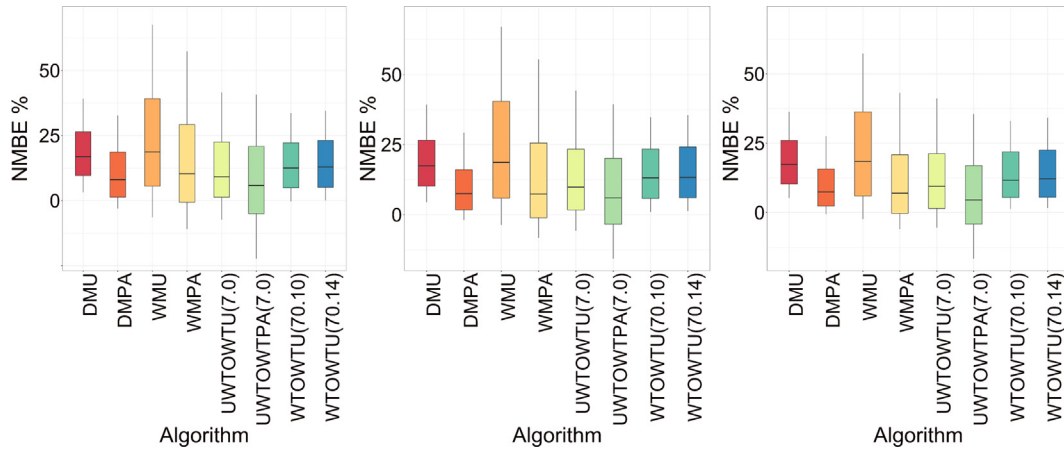 NMBE %
50
25
0
DMU
DMPA
WMU
WMPA
UWTOWTU(7.0)
UWTOWTPA(7.0)
WTOWTU(70.10)
WTOWTU(70.14)
Algorithm
NMBE %
50
25
0
DMU
DMPA
WMU
WMPA
UWTOWTU(7.0)
UWTOWTPA(7.0)
WTOWTU(70.10)
WTOWTU(70.14)
Algorithm
NMBE %
50
25
0
DMU
DMPA
WMU
WMPA
UWTOWTU(7.0)
UWTOWTPA(7.0)
WTOWTU(70.10)
WTOWTU(70.14)
Algorithm